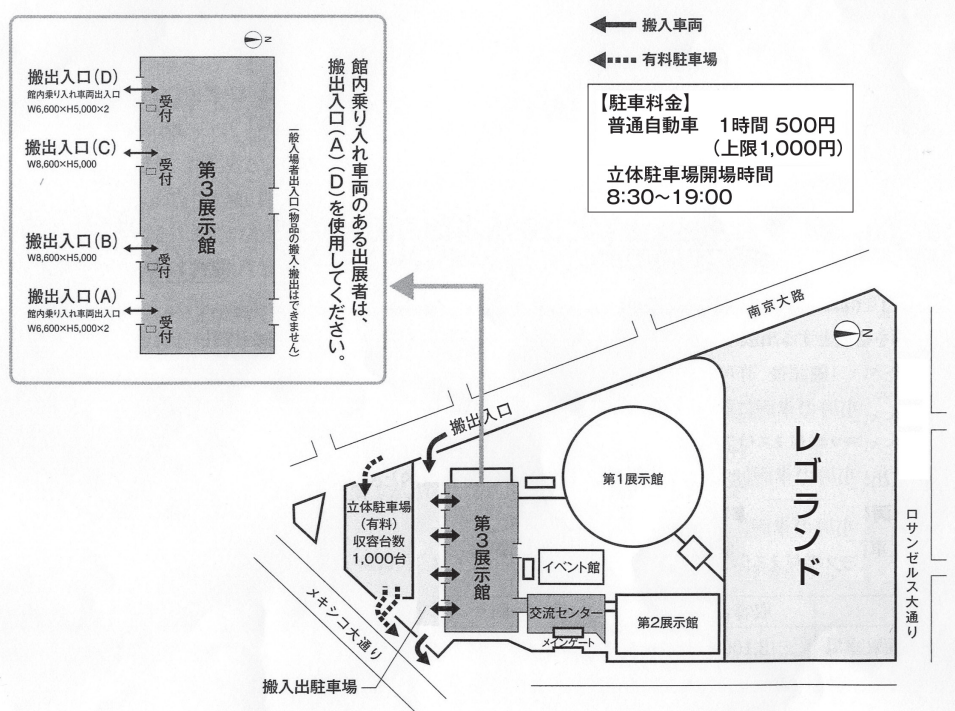 N
搬出入口(D)
館内乗り入れ車両出入口
W6,600×H5,000×2
受付
搬出入口(C)
W8,600×H5,000
受付
第3展示館
搬出入口(B)
W8,600×H5,000
受付
搬出入口(A)
館内乗り入れ車両出入口
W6,600×H5,000×2
受付
館内乗り入れ車両のある出展者は、
搬出入口(A)(D)を使用してください。
一般入場者出入口(物品の搬入・搬出はできません)
搬入車両
有料駐車場
【駐車料金】
普通自動車 1時間 500円
(上限1,000円)
立体駐車場開場時間
8:30〜19:00
南京大路
N
搬出入口
レゴランド
ロサンゼルス大通り
第1展示館
立体駐車場
(有料)
収容台数
1,000台
第3展示館
イベント館
交流センター
メインゲート
第2展示館
メキシコ大通り
搬入出駐車場